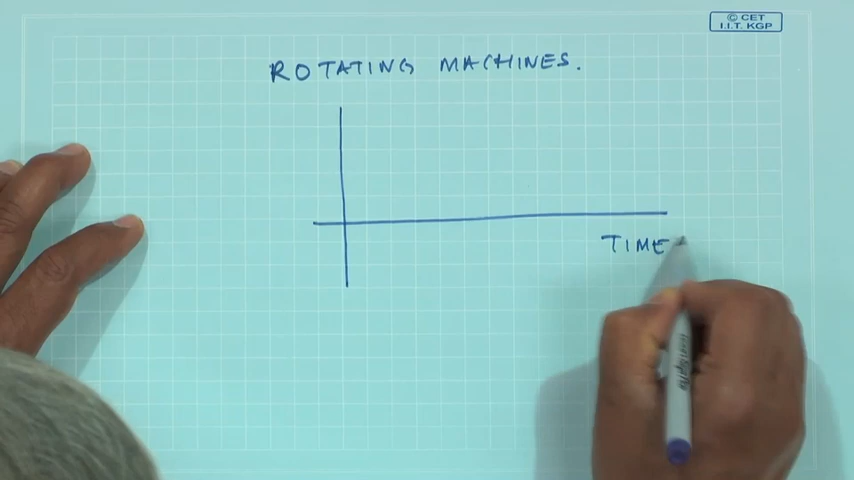 © CET
I.I.T. KGP
ROTATING MACHINES.
TIME